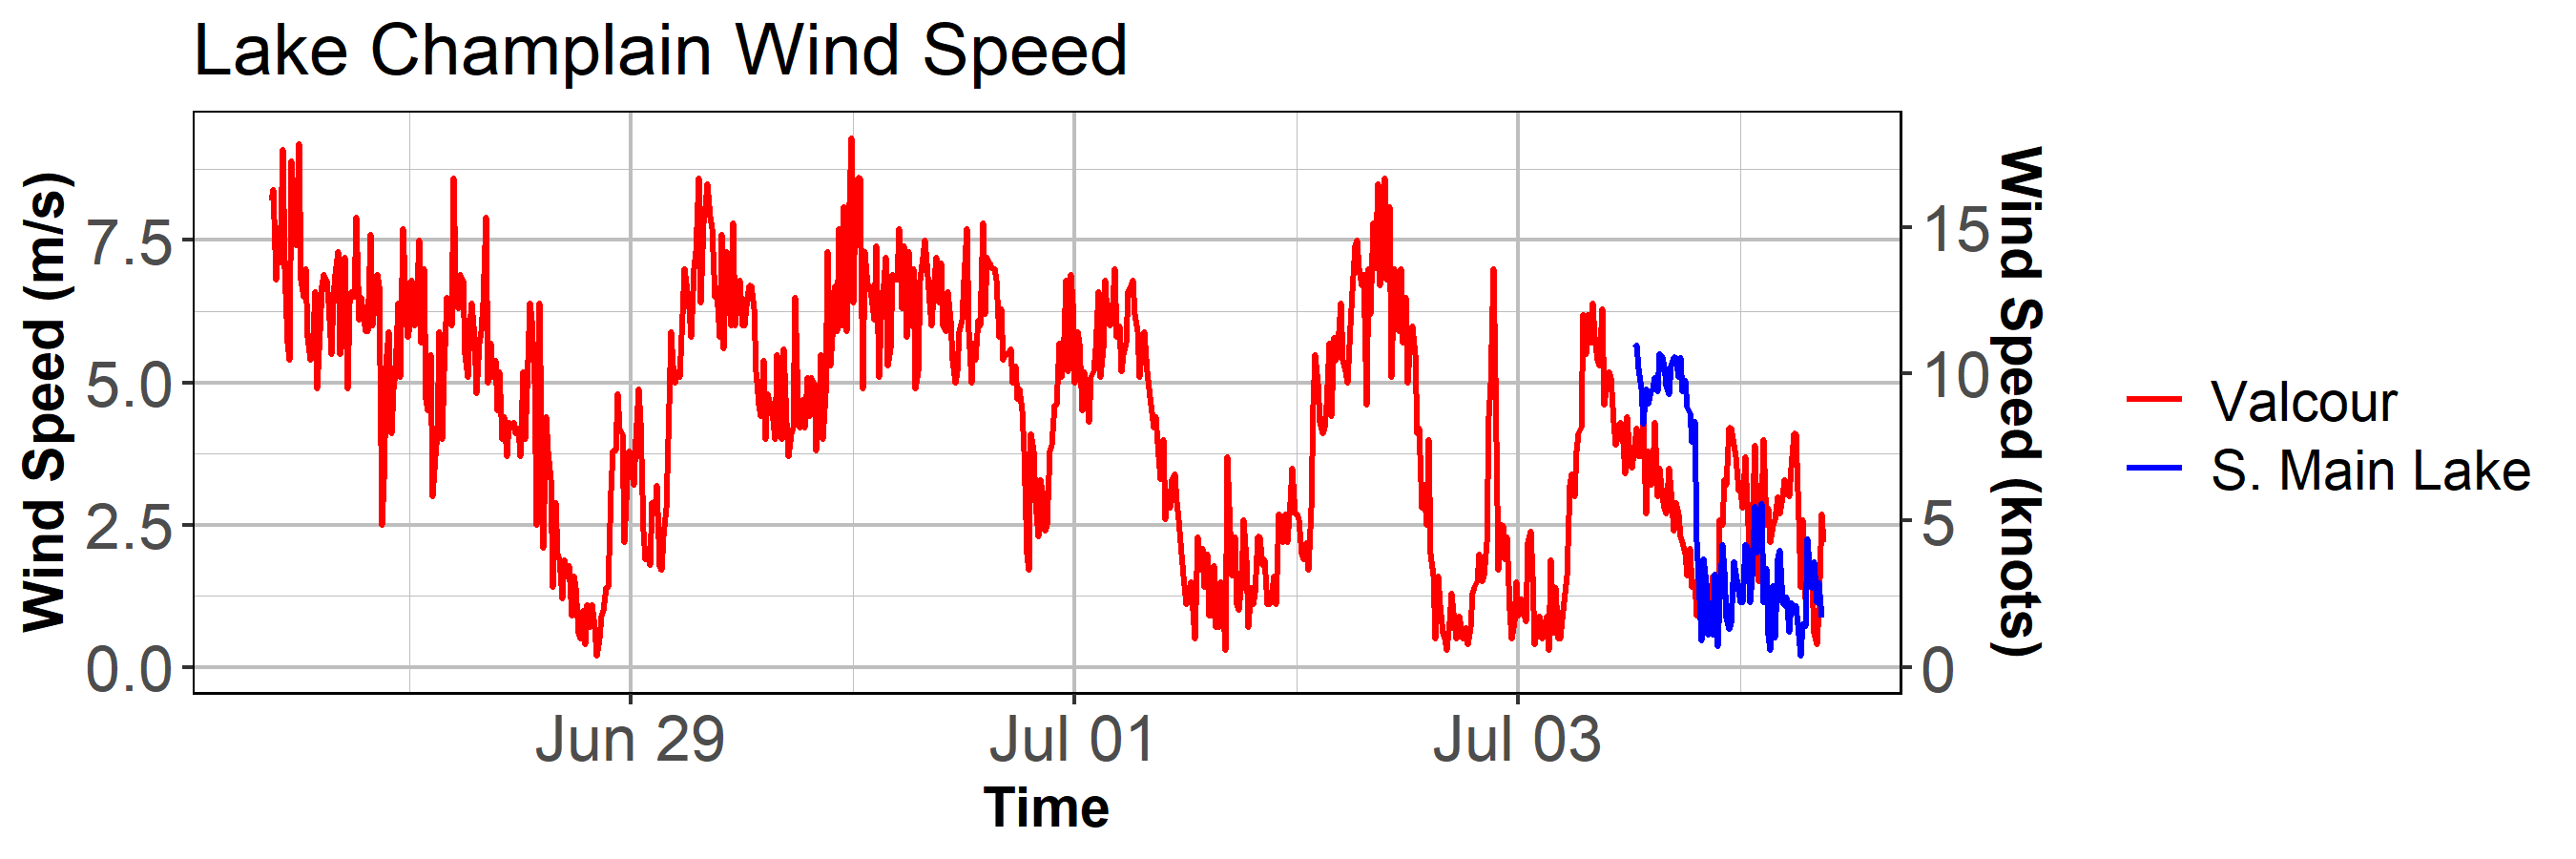 Lake Champlain Wind Speed
Wind Speed (m/s)
7.5
5.0
2.5
0.0
15
10
5
0
Wind Speed (knots)
Jun 29
Jul 01
Jul 03
Time
Valcour
S. Main Lake